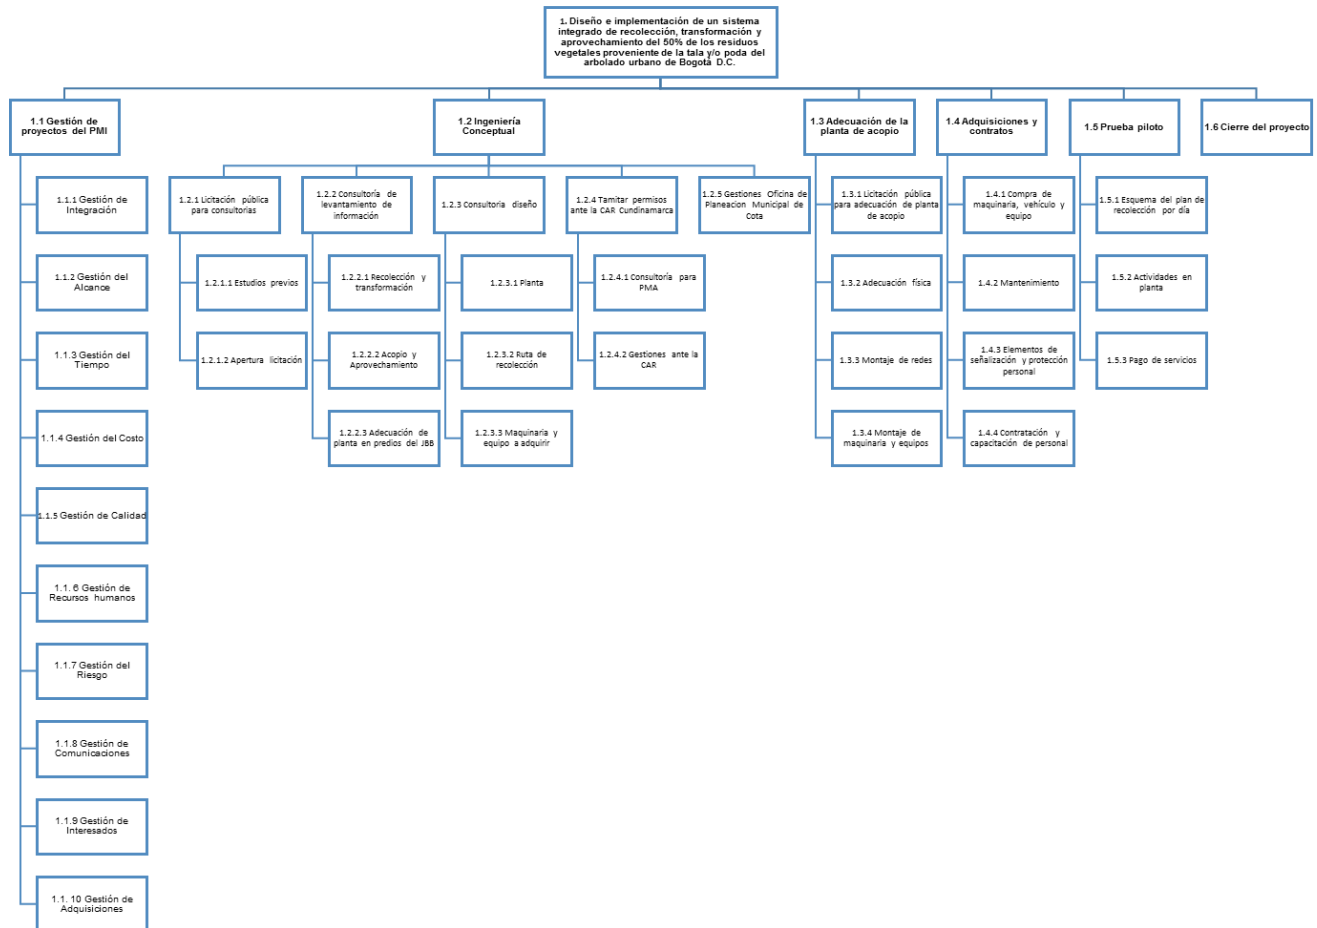 1. Diseño e implementación de un sistema
integrado de recolección, transformación y
aprovechamiento del 50% de los residuos
vegetales proveniente de la tala y/o poda del
arbolado urbano de Bogotá D.C.
1.1 Gestión de
proyectos del PMI
1.2 Ingeniería
Conceptual
1.3 Adecuación de la
planta de acopio
1.4 Adquisiciones y
contratos
1.5 Prueba piloto
1.6 Cierre del proyecto
1.1.1 Gestión de
Integración
1.1.2 Gestión del
Alcance
1.1.3 Gestión del
Tiempo
1.1.4 Gestión del Costo
1.1.5 Gestión de Calidad
1.1. 6 Gestión de
Recursos humanos
1.1.7 Gestión del
Riesgo
1.1.8 Gestión de
Comunicaciones
1.1.9 Gestión de
Interesados
1.1. 10 Gestión de
Adquisiciones
1.2.1 Licitación pública
para consultorias
1.2.1.1 Estudios previos
1.2.1.2 Apertura licitación
1.2.2 Consultoría de
levantamiento de
información
1.2.2.1 Recolección y
transformación
1.2.2.2 Acopio y
Aprovechamiento
1.2.2.3 Adecuación de
planta en predios del JBB
1.2.3 Consultoria diseño
1.2.3.1 Planta
1.2.3.2 Ruta de
recolección
1.2.3.3 Maquinaria y
equipo a adquirir
1.2.4 Tamitar permisos
ante la CAR Cundinamarca
1.2.4.1 Consultoría para
PMA
1.2.4.2 Gestiones ante la
CAR
1.2.5 Gestiones Oficina de
Planeacion Municipal de
Cota
1.3.1 Licitación pública
para adecuación de planta
de acopio
1.3.2 Adecuación física
1.3.3 Montaje de redes
1.3.4 Montaje de
maquinaria y equipos
1.4.1 Compra de
maquinaria, vehículo y
equipo
1.4.2 Mantenimiento
1.4.3 Elementos de
señalización y protección
personal
1.4.4 Contratación y
capacitación de personal
1.5.1 Esquema del plan de
recolección por día
1.5.2 Actividades en
planta
1.5.3 Pago de servicios